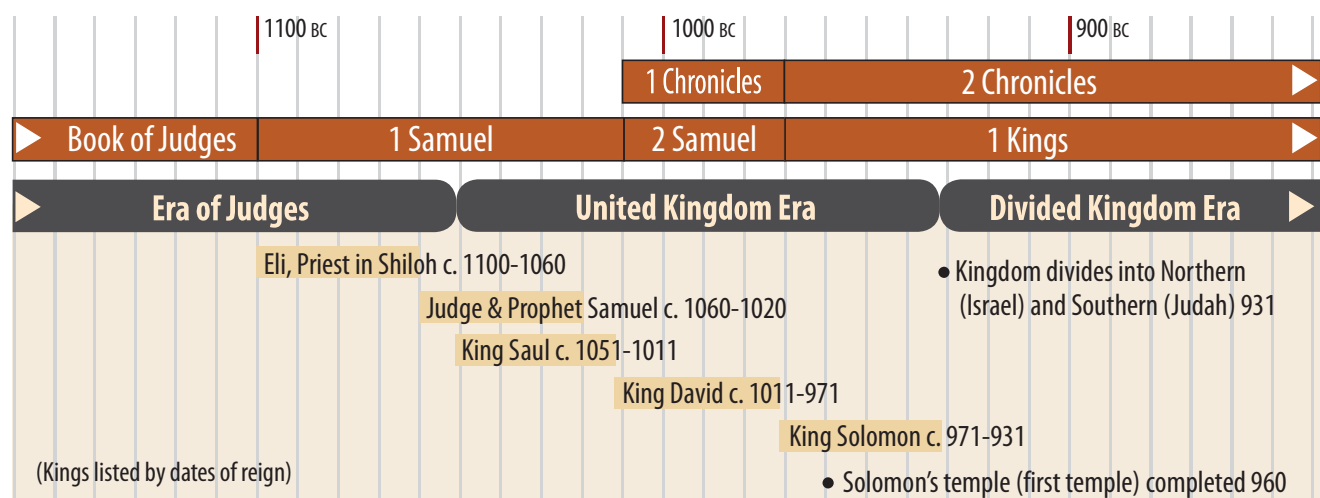 1100 BC
1000 BC
900 BC
1 Chronicles
2 Chronicles
Book of Judges
1 Samuel
2 Samuel
1 Kings
Era of Judges
United Kingdom Era
Divided Kingdom Era
Eli, Priest in Shiloh c. 1100-1060
Judge & Prophet Samuel c. 1060-1020
King Saul c. 1051-1011
King David c. 1011-971
King Solomon c. 971-931
• Kingdom divides into Northern
(Israel) and Southern (Judah) 931
(Kings listed by dates of reign)
• Solomon's temple (first temple) completed 960